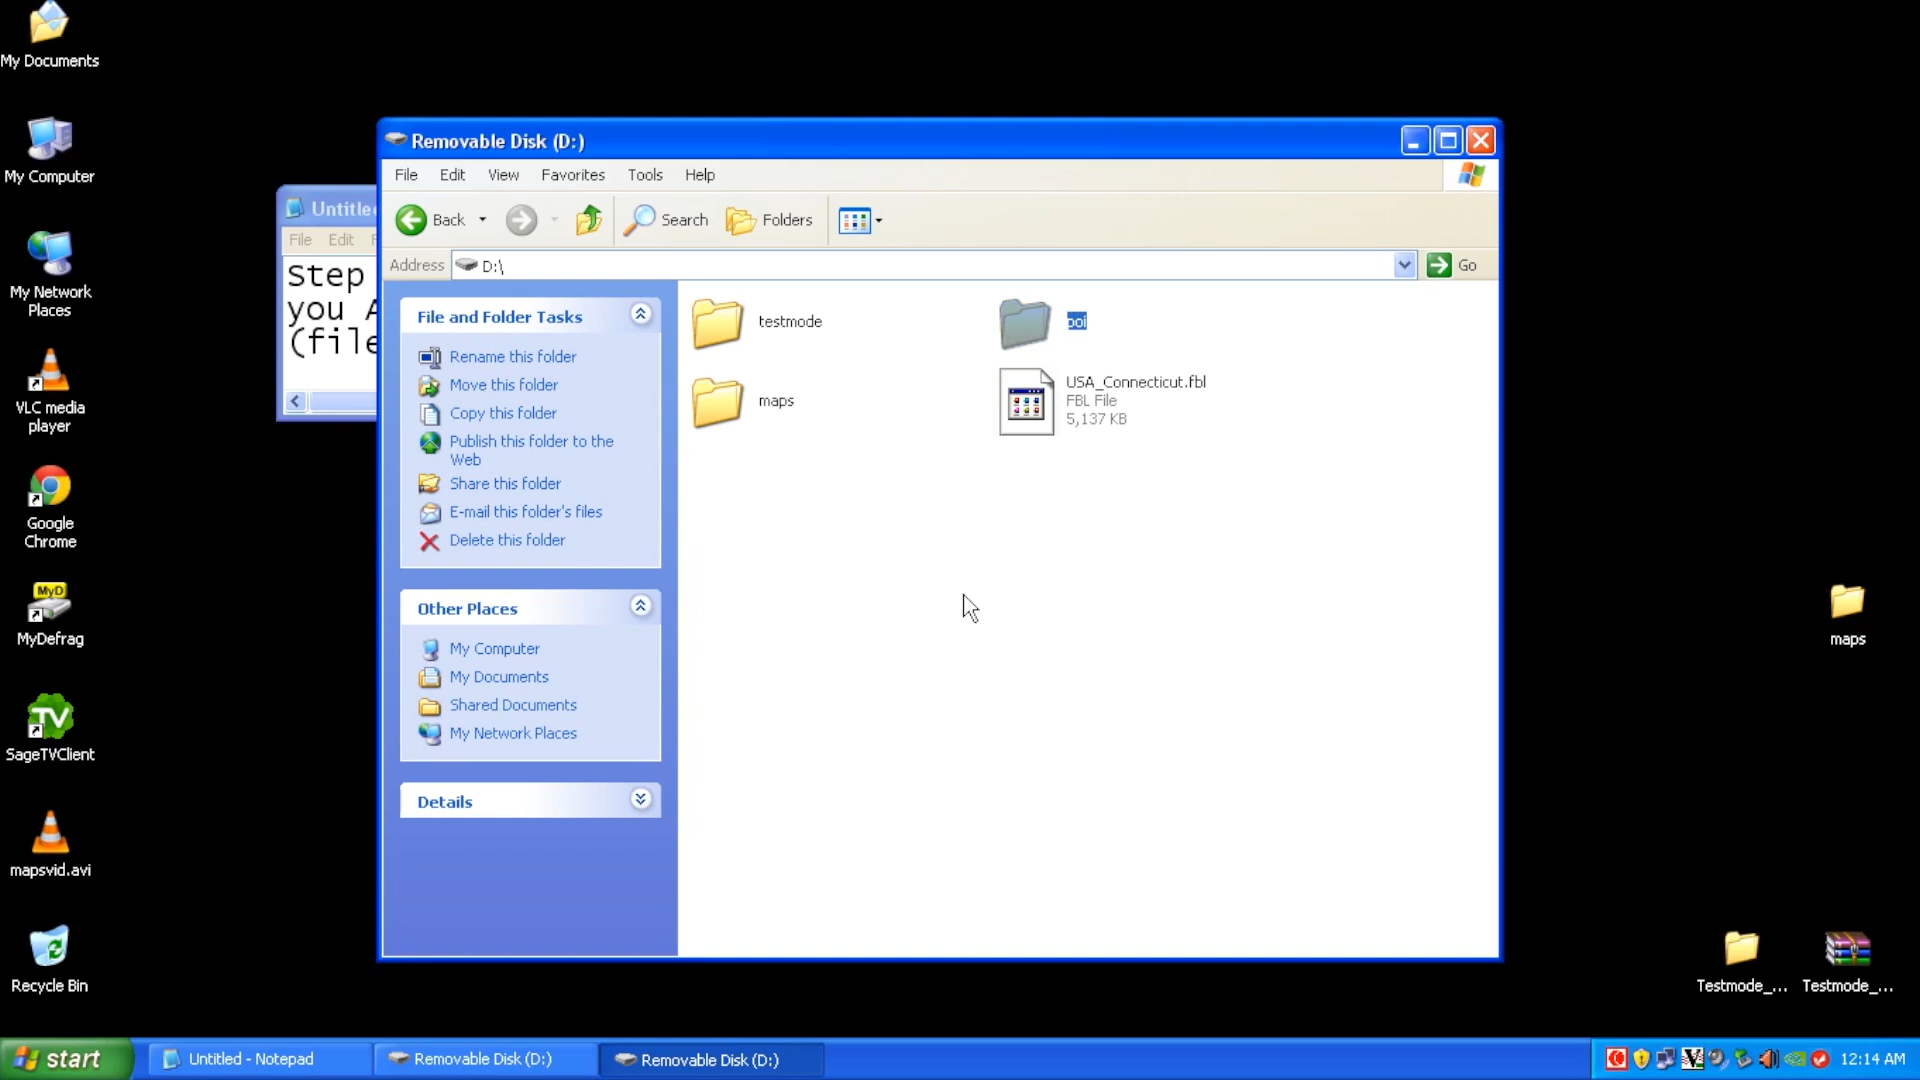 My Documents
My Computer
My Network
Places
VLC media
player
Google
Chrome
MyD
MyDefrag
TV
SageTVClient
mapsvid.avi
Recycle Bin
File Edit
Step
you
(file
Removable Disk (D:)
File Edit View Favorites Tools Help
Back Search Folders
Address D:\ Go
File and Folder Tasks
Rename this folder
Move this folder
Copy this folder
Publish this folder to the
Web
Share this folder
E-mail this folder's files
Delete this folder
Other Places
My Computer
My Documents
Shared Documents
My Network Places
Details
testmode
poi
maps
USA_Connecticut.fbl
FBL File
5,137 KB
maps
Testmode_...
Testmode_...
start
Untitled - Notepad
Removable Disk (D:)
Removable Disk (D:)
12:14 AM